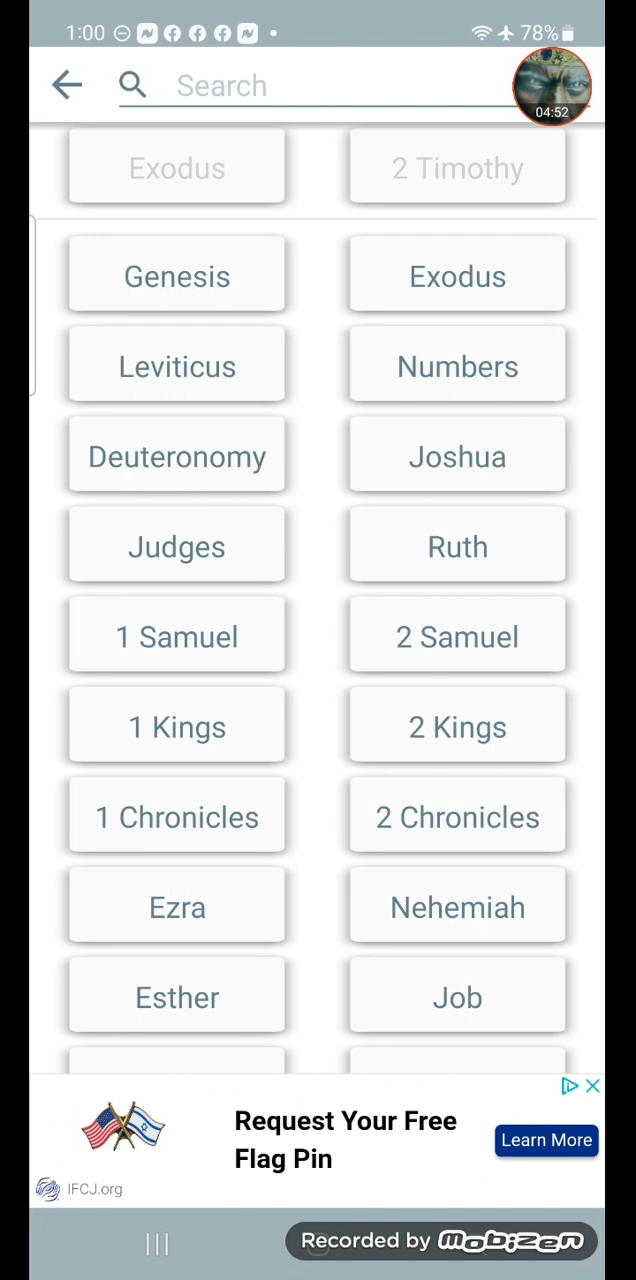 1:00 78%
Search
04:52
Exodus 2 Timothy
Genesis Exodus
Leviticus Numbers
Deuteronomy Joshua
Judges Ruth
1 Samuel 2 Samuel
1 Kings 2 Kings
1 Chronicles 2 Chronicles
Ezra Nehemiah
Esther Job
Request Your Free
Flag Pin
Learn More
IFCJ.org
Recorded by mobizen